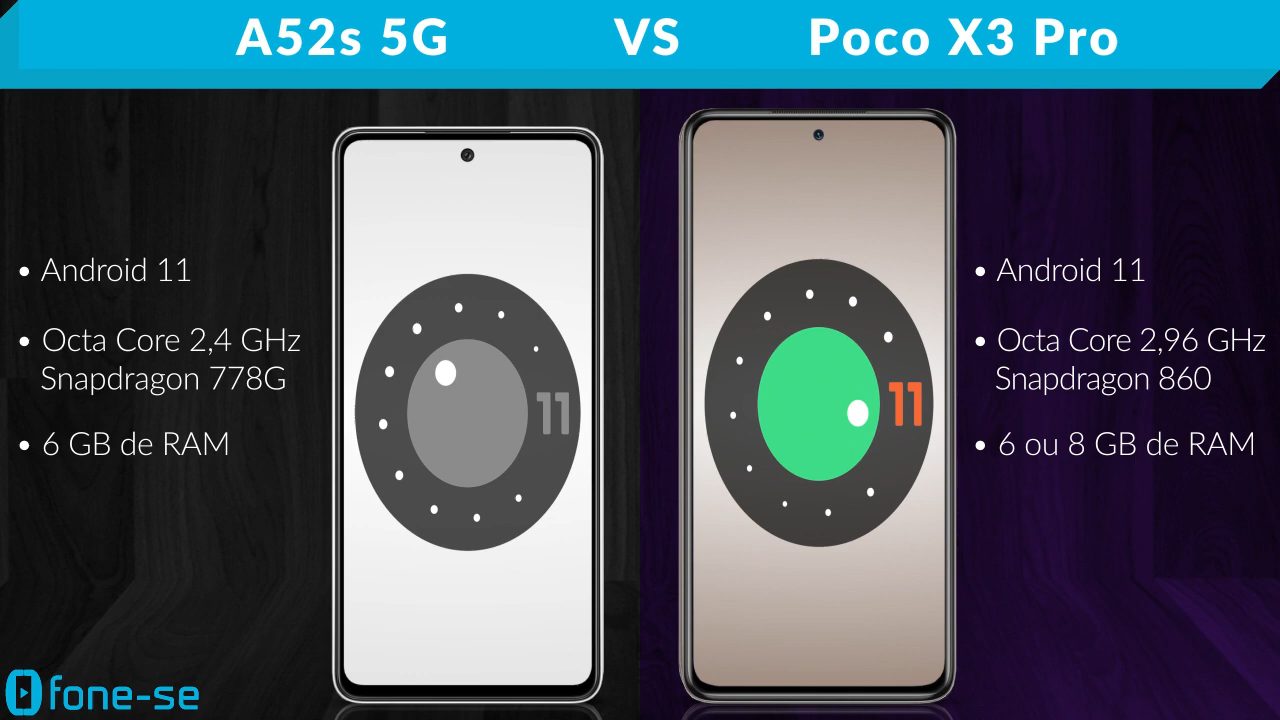 A52s 5G VS Poco X3 Pro
• Android 11
• Octa Core 2,4 GHz
Snapdragon 778G
• 6 GB de RAM
11
11
• Android 11
• Octa Core 2,96 GHz
Snapdragon 860
• 6 ou 8 GB de RAM
fone-se